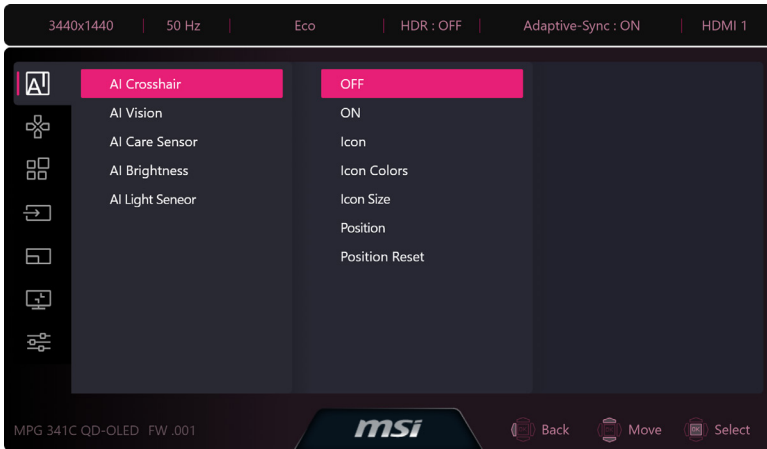 3440x1440 | 50 Hz | Eco | HDR : OFF | Adaptive-Sync : ON | HDMI 1
AI
AI Crosshair
AI Vision
AI Care Sensor
AI Brightness
AI Light Seneor
OFF
ON
Icon
Icon Colors
Icon Size
Position
Position Reset
MPG 341C QD-OLED FW .001
msi
Back
Move
OK Select